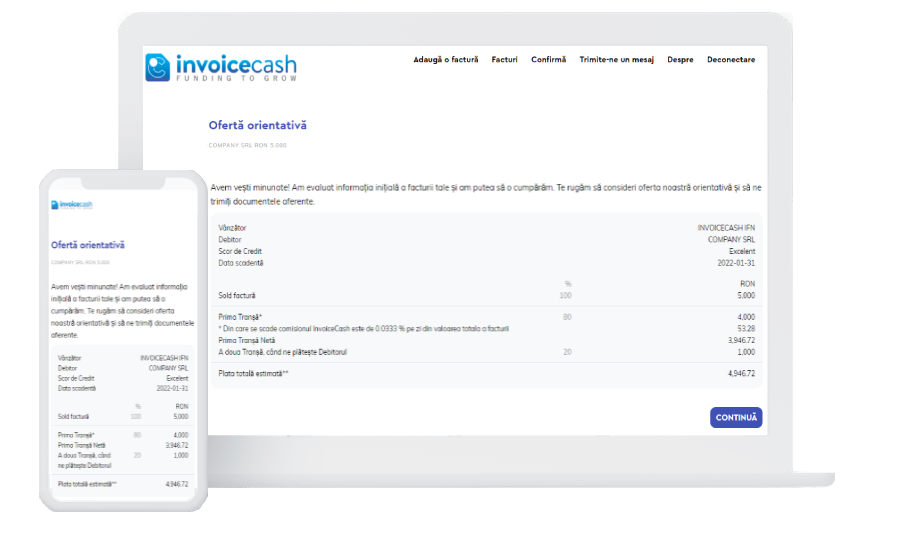 invoicecash
FUNDING TO GROW
Adaugă o factură Facturi Confirmă Trimite-ne un mesaj Despre Deconectare
Ofertă orientativă
COMPANY SRL RON 5,000
Avem vești minunate! Am evaluat informația inițială a facturii tale și am putea să o cumpărăm. Te rugăm să consideri oferta noastră orientativă și să ne
trimiți documentele aferente.
Vânzător INVOICECASH IFN
Debitor COMPANY SRL
Scor de Credit Excelent
Data scadentă 2022-01-31
% RON
Sold factură 100 5,000
Prima Tranșă* 80 4,000
* Din care se scade comisionul InvoiceCash este de 0.0333 % pe zi din valoarea totala a facturii 53.28
Prima Tranșă Netă 3,946.72
A doua Tranșă, când ne plătește Debitorul 20 1,000
Plata totală estimată** 4,946.72
CONTINUĂ
invoicecash
Ofertă orientativă
COMPANY SRL RON 5,000
Avem vești minunate! Am evaluat informația
inițială a facturii tale și am putea să o
cumpărăm. Te rugăm să consideri oferta
noastră orientativă și să ne trimiți documentele
aferente.
Vânzător INVOICECASH IFN
Debitor COMPANY SRL
Scor de Credit Excelent
Data scadentă 2022-01-31
% RON
Sold factură 100 5,000
Prima Tranșă* 80 4,000
Prima Tranșă Netă 3,946.72
A doua Tranșă, când 20 1,000
ne plătește Debitorul
Plata totală estimată** 4,946.72